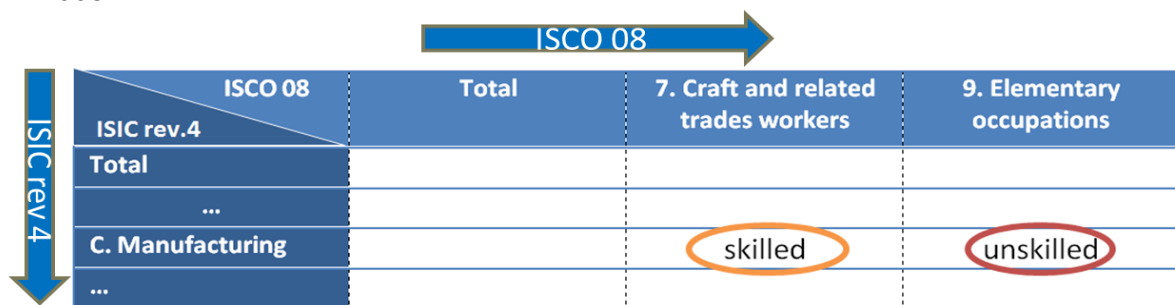 ISCO 08
ISIC rev 4
ISCO 08
ISIC rev.4
Total
7. Craft and related
trades workers
9. Elementary
occupations
Total
...
C. Manufacturing
skilled
unskilled
...